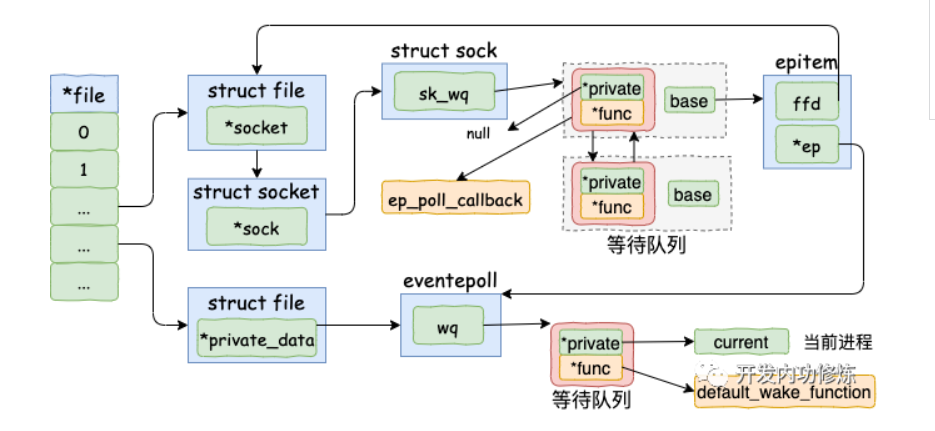 *file
0
1
...
...
...
struct file
*socket
struct socket
*sock
struct sock
sk_wq
*private
*func
base
null
ep_poll_callback
*private
*func
base
等待队列
epitem
ffd
*ep
struct file
*private_data
eventepoll
wq
*private
*func
等待队列
current
当前进程
开发内功修炼
default_wake_function